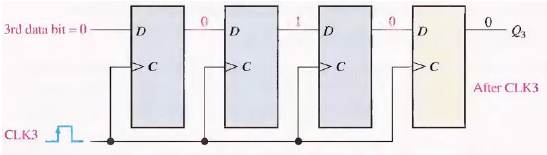 3rd data bit = 0
D
0
D
1
D
0
D
0
Q3
C
C
C
C
After CLK3
CLK3